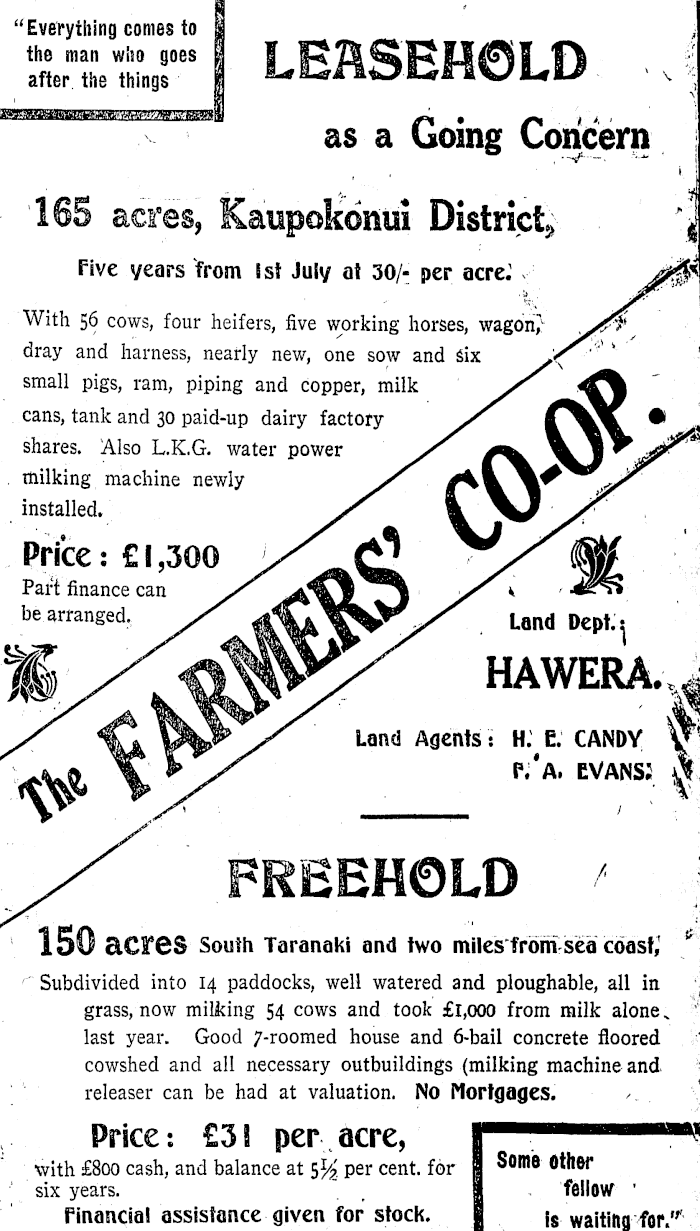 "Everything comes to
the man who goes
after the things
LEASEHOLD
as a Going Concern
165 acres, Kaupokonui District,
Five years from 1st July at 30/- per acre.
With 56 cows, four heifers, five working horses, wagon,
dray and harness, nearly new, one sow and six
small pigs, ram, piping and copper, milk
cans, tank and 30 paid-up dairy factory
shares. Also L.K.G. water power
milking machine newly
installed.
Price: £1,300
Part finance can
be arranged.
The FARMERS' CO-OP.
Land Dept.:
HAWERA.
Land Agents: H. E. CANDY
F. A. EVANS.
FREEHOLD
150 acres South Taranaki and two miles from sea coast,
Subdivided into 14 paddocks, well watered and ploughable, all in
grass, now milking 54 cows and took £1,000 from milk alone
last year. Good 7-roomed house and 6-bail concrete floored
cowshed and all necessary outbuildings (milking machine and
releaser can be had at valuation. No Mortgages.
Price: £31 per acre,
with £800 cash, and balance at 5½ per cent. for
six years.
Financial assistance given for stock.
Some other
fellow
is waiting for."